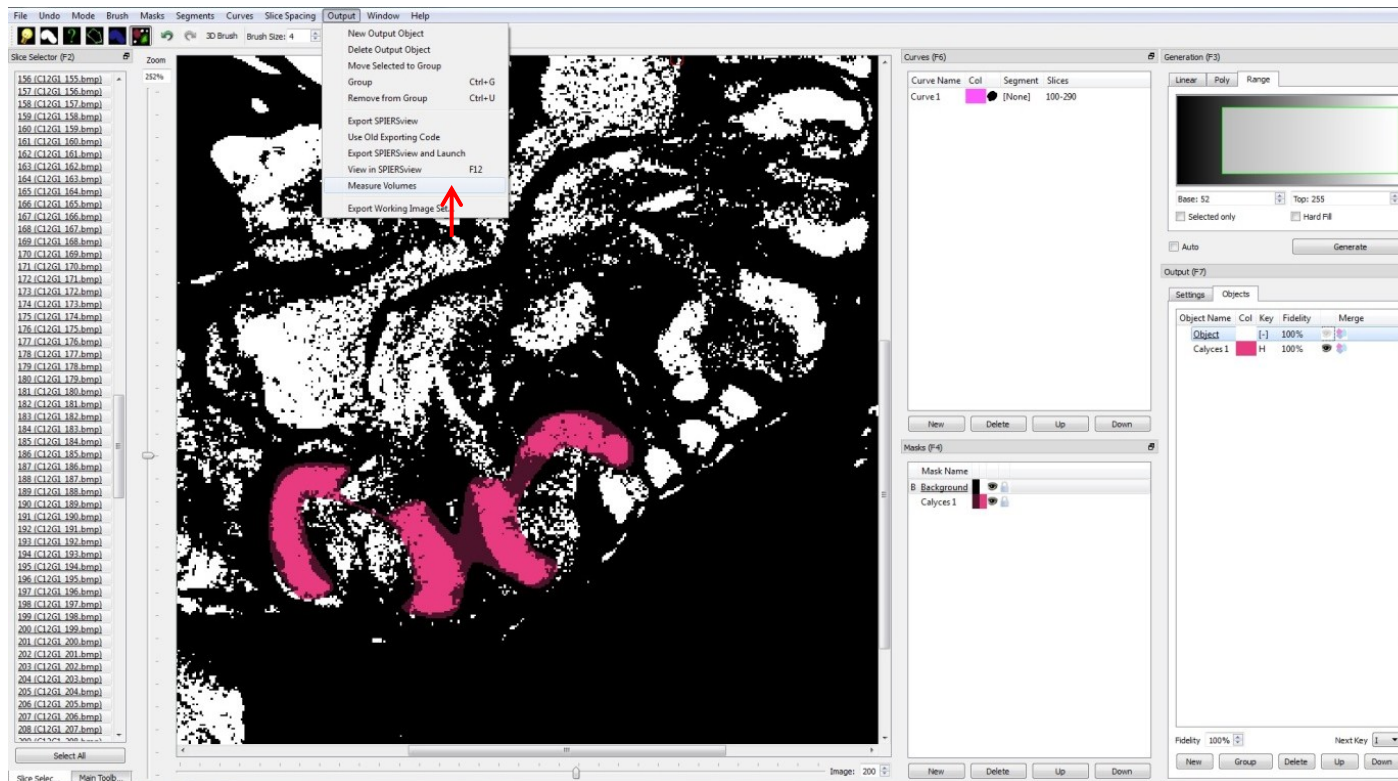 File Undo Mode Brush Masks Segments Curves Slice Spacing Output Window Help
3D Brush Brush Size: 4
New Output Object
Delete Output Object
Move Selected to Group
Group Ctrl+G
Remove from Group Ctrl+U
Export SPIERSview
Use Old Exporting Code
Export SPIERSview and Launch
View in SPIERSview F12
Measure Volumes
Export Working Image Set
Slice Selector (F2)
156 (C12G1 155.bmp)
157 (C12G1 156.bmp)
158 (C12G1 157.bmp)
159 (C12G1 158.bmp)
160 (C12G1 159.bmp)
161 (C12G1 160.bmp)
162 (C12G1 161.bmp)
163 (C12G1 162.bmp)
164 (C12G1 163.bmp)
165 (C12G1 164.bmp)
166 (C12G1 165.bmp)
167 (C12G1 166.bmp)
168 (C12G1 167.bmp)
169 (C12G1 168.bmp)
170 (C12G1 169.bmp)
171 (C12G1 170.bmp)
172 (C12G1 171.bmp)
173 (C12G1 172.bmp)
174 (C12G1 173.bmp)
175 (C12G1 174.bmp)
176 (C12G1 175.bmp)
177 (C12G1 176.bmp)
178 (C12G1 177.bmp)
179 (C12G1 178.bmp)
180 (C12G1 179.bmp)
181 (C12G1 180.bmp)
182 (C12G1 181.bmp)
183 (C12G1 182.bmp)
184 (C12G1 183.bmp)
185 (C12G1 184.bmp)
186 (C12G1 185.bmp)
187 (C12G1 186.bmp)
188 (C12G1 187.bmp)
189 (C12G1 188.bmp)
190 (C12G1 189.bmp)
191 (C12G1 190.bmp)
192 (C12G1 191.bmp)
193 (C12G1 192.bmp)
194 (C12G1 193.bmp)
195 (C12G1 194.bmp)
196 (C12G1 195.bmp)
197 (C12G1 196.bmp)
198 (C12G1 197.bmp)
199 (C12G1 198.bmp)
200 (C12G1 199.bmp)
201 (C12G1 200.bmp)
202 (C12G1 201.bmp)
203 (C12G1 202.bmp)
204 (C12G1 203.bmp)
205 (C12G1 204.bmp)
206 (C12G1 205.bmp)
207 (C12G1 206.bmp)
208 (C12G1 207.bmp)
Select All
Slice Selec... Main Toolb...
Zoom
252%
Image: 200
Curves (F6)
Curve Name Col Segment Slices
Curve 1 [None] 100-290
New Delete Up Down
Masks (F4)
Mask Name
B Background
Calyces 1
New Delete Up Down
Generation (F3)
Linear Poly Range
Base: 52 Top: 255
Selected only Hard Fill
Auto Generate
Output (F7)
Settings Objects
Object Name Col Key Fidelity Merge
Object [-] 100%
Calyces 1 H 100%
Fidelity 100% Next Key I
New Group Delete Up Down